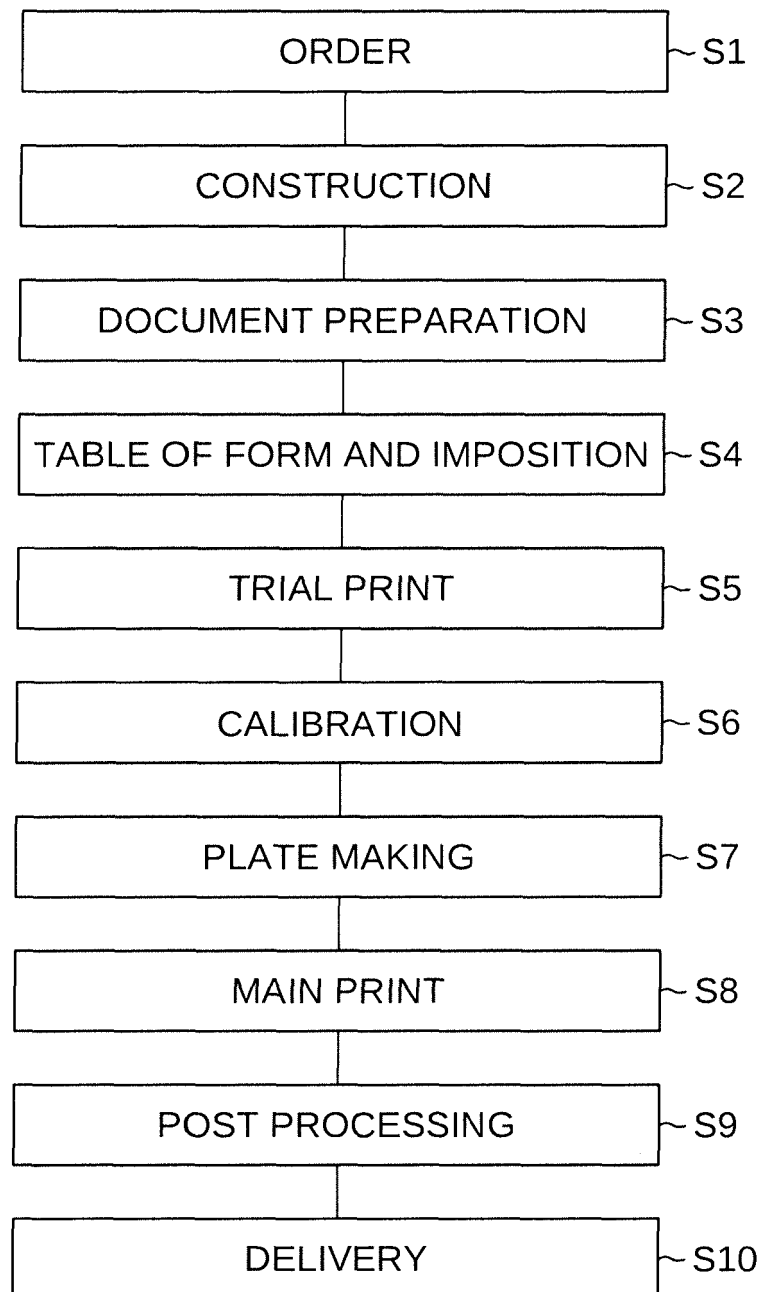 ORDER S1
CONSTRUCTION S2
DOCUMENT PREPARATION S3
TABLE OF FORM AND IMPOSITION S4
TRIAL PRINT S5
CALIBRATION S6
PLATE MAKING S7
MAIN PRINT S8
POST PROCESSING S9
DELIVERY S10